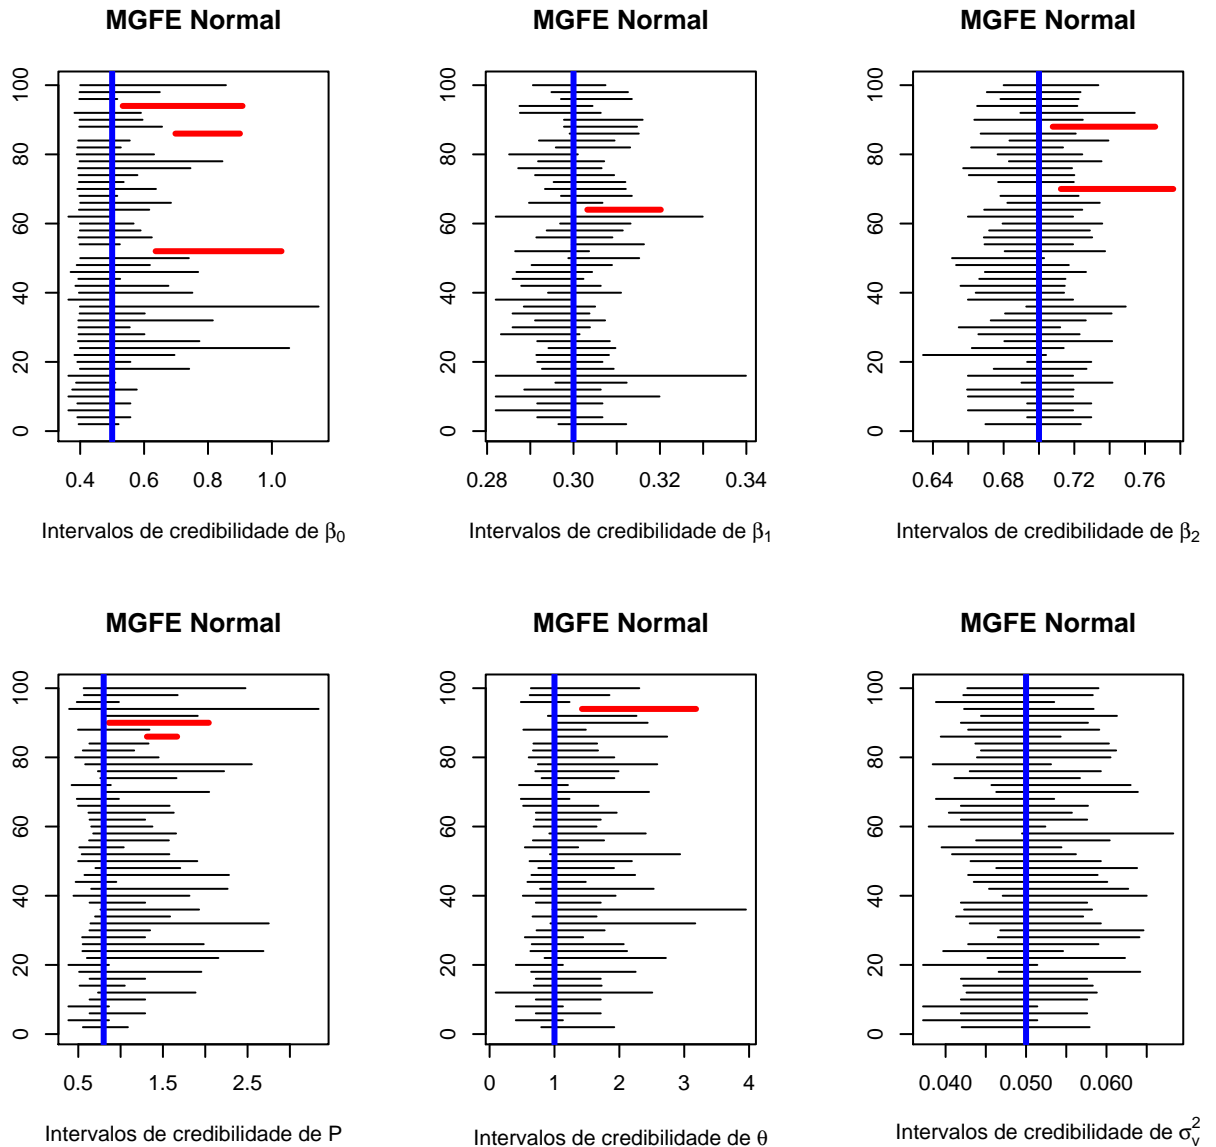 MGFE Normal
0 20 40 60 80 100
0.4 0.6 0.8 1.0
Intervalos de credibilidade de β0
MGFE Normal
0 20 40 60 80 100
0.28 0.30 0.32 0.34
Intervalos de credibilidade de β1
MGFE Normal
0 20 40 60 80 100
0.64 0.68 0.72 0.76
Intervalos de credibilidade de β2
MGFE Normal
0 20 40 60 80 100
0.5 1.5 2.5
Intervalos de credibilidade de P
MGFE Normal
0 20 40 60 80 100
0 1 2 3 4
Intervalos de credibilidade de θ
MGFE Normal
0 20 40 60 80 100
0.040 0.050 0.060
Intervalos de credibilidade de σ²v